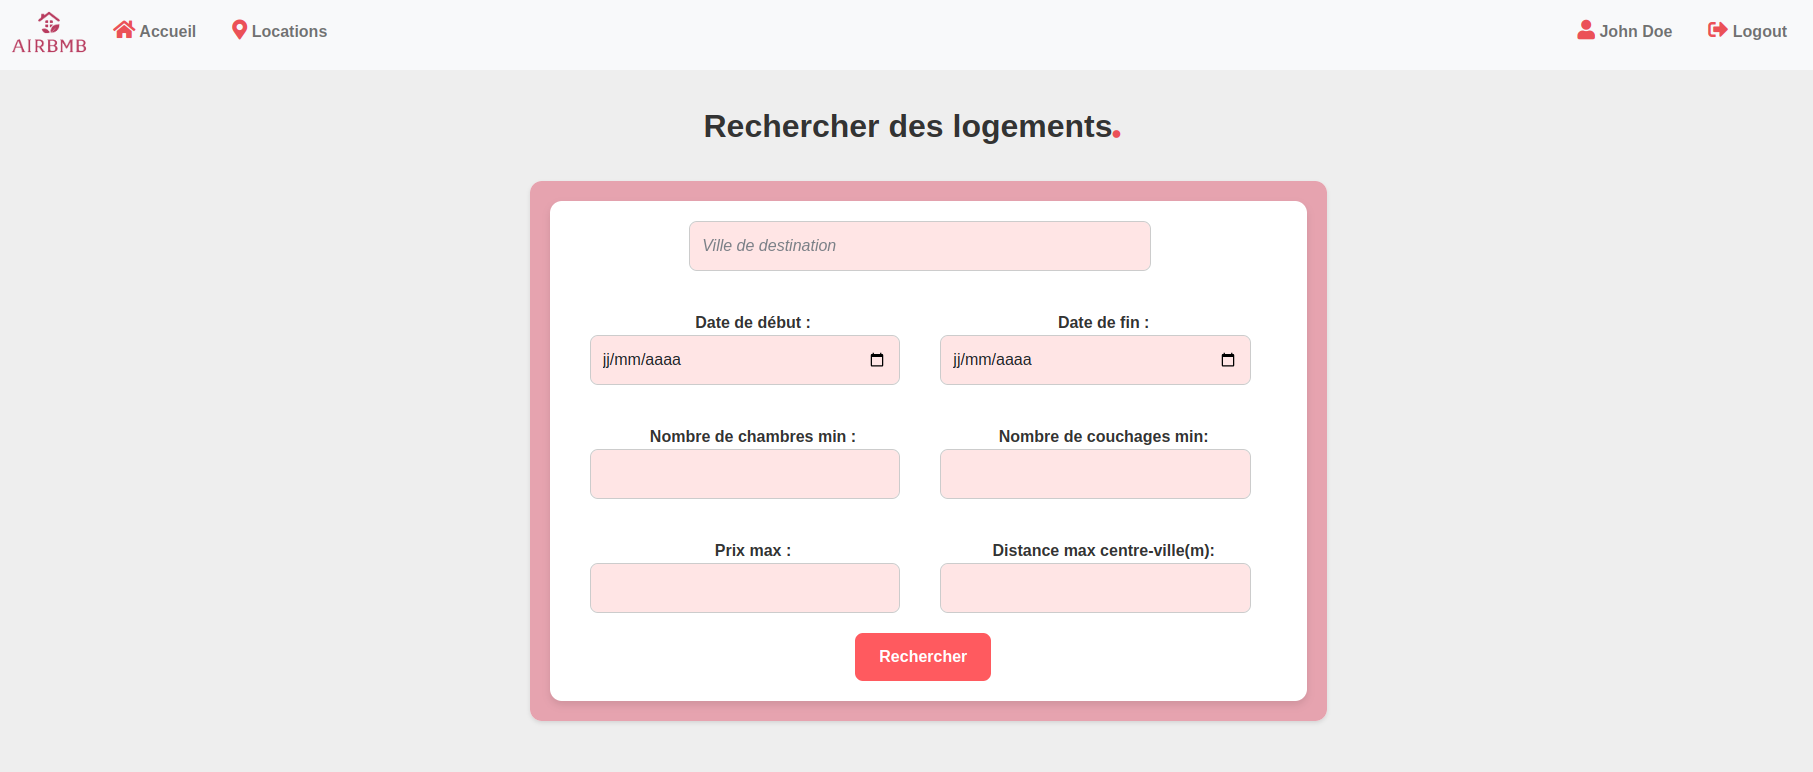 AIRBMB Accueil Locations John Doe Logout
Rechercher des logements.
Ville de destination
Date de début : Date de fin :
jj/mm/aaaa jj/mm/aaaa
Nombre de chambres min : Nombre de couchages min:
Prix max : Distance max centre-ville(m):
Rechercher